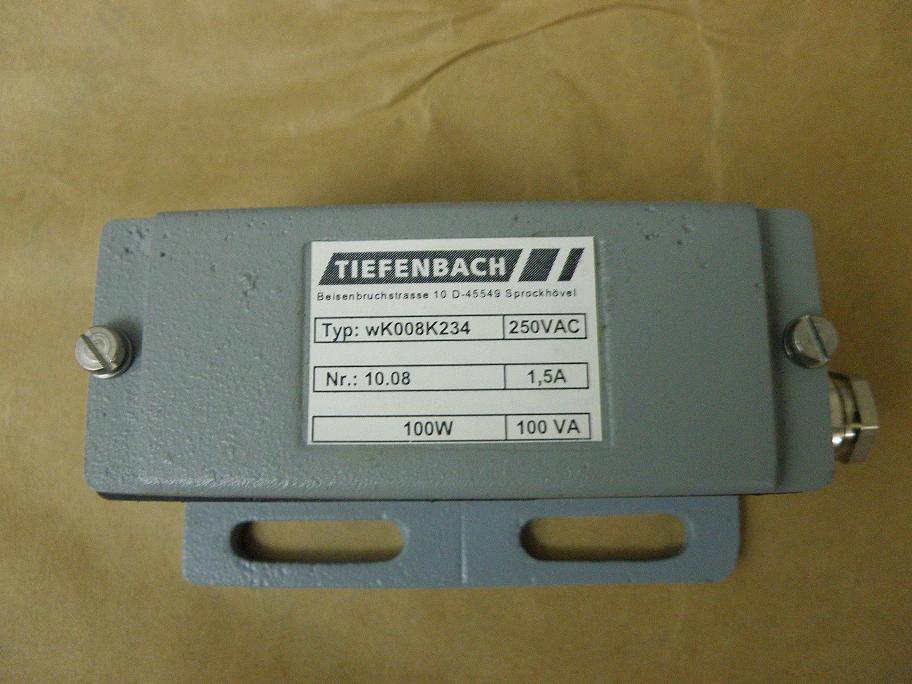 TIEFENBACH
Beisenbruchstrasse 10 D-45549 Sprockhövel
Typ: wK008K234 250VAC
Nr.: 10.08 1,5A
100W 100 VA